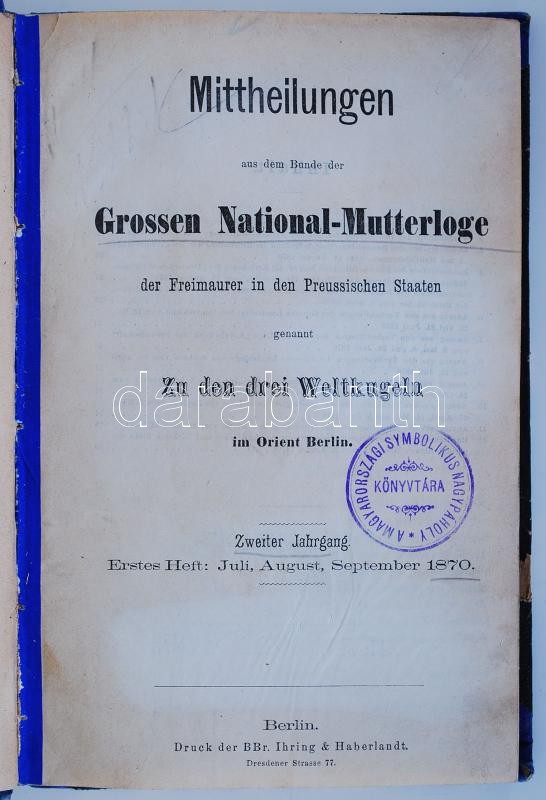 Mittheilungen
aus dem Bunde der
Grossen National-Mutterloge
der Freimaurer in den Preussischen Staaten
genannt
Zu den drei Weltkugeln
darabanth
im Orient Berlin.
A MAGYARORSZÁGI SYMBOLIKUS NAGYPÁHOLY
KÖNYVTÁRA
Zweiter Jahrgang.
Erstes Heft: Juli, August, September 1870.
Berlin.
Druck der BBr. Ihring & Haberlandt.
Dresdener Strasse 77.